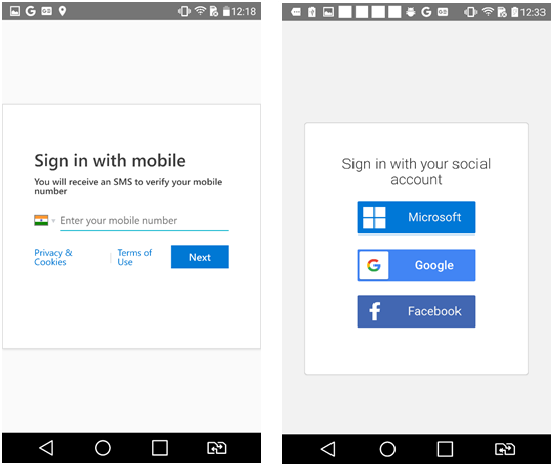 12:18
Sign in with mobile
You will receive an SMS to verify your mobile
number
Enter your mobile number
Privacy &
Cookies
Terms of
Use
Next
12:33
Sign in with your social
account
Microsoft
Google
Facebook